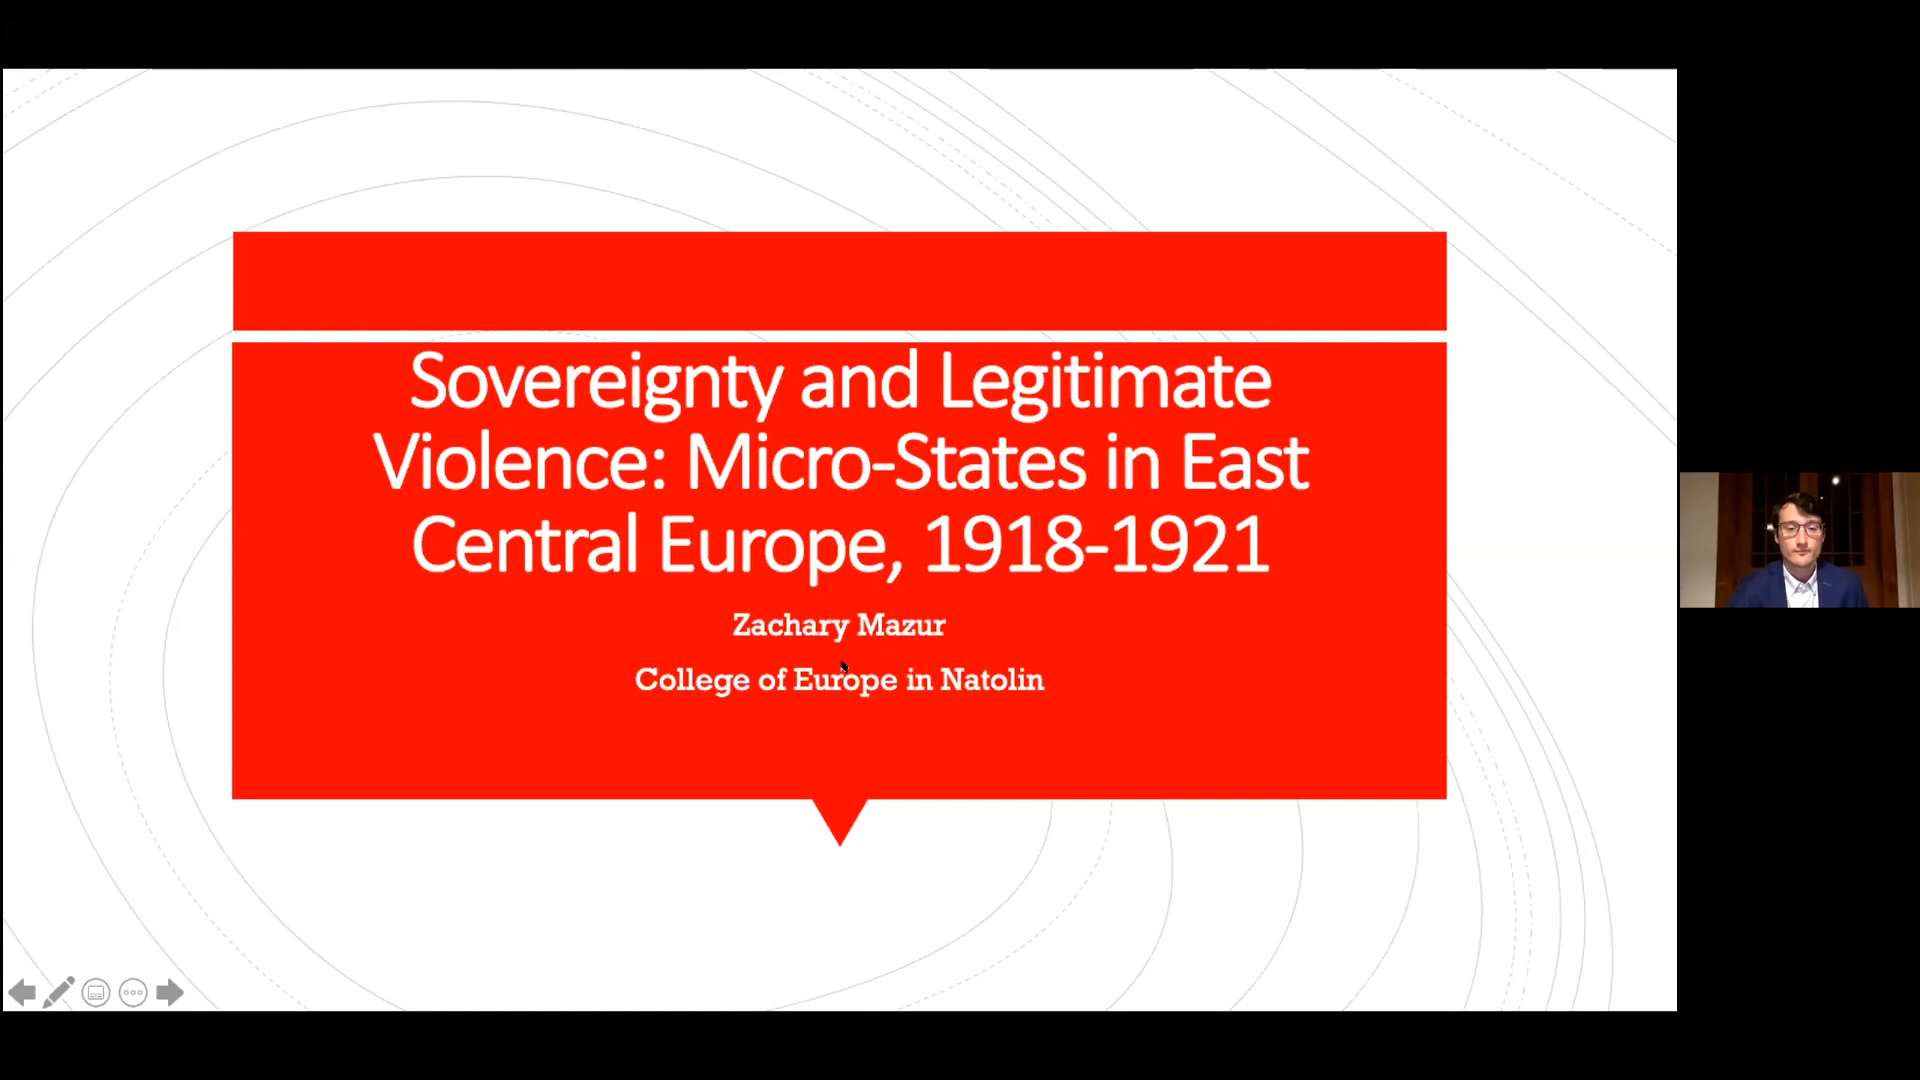 Sovereignty and Legitimate
Violence: Micro-States in East
Central Europe, 1918-1921
Zachary Mazur
College of Europe in Natolin